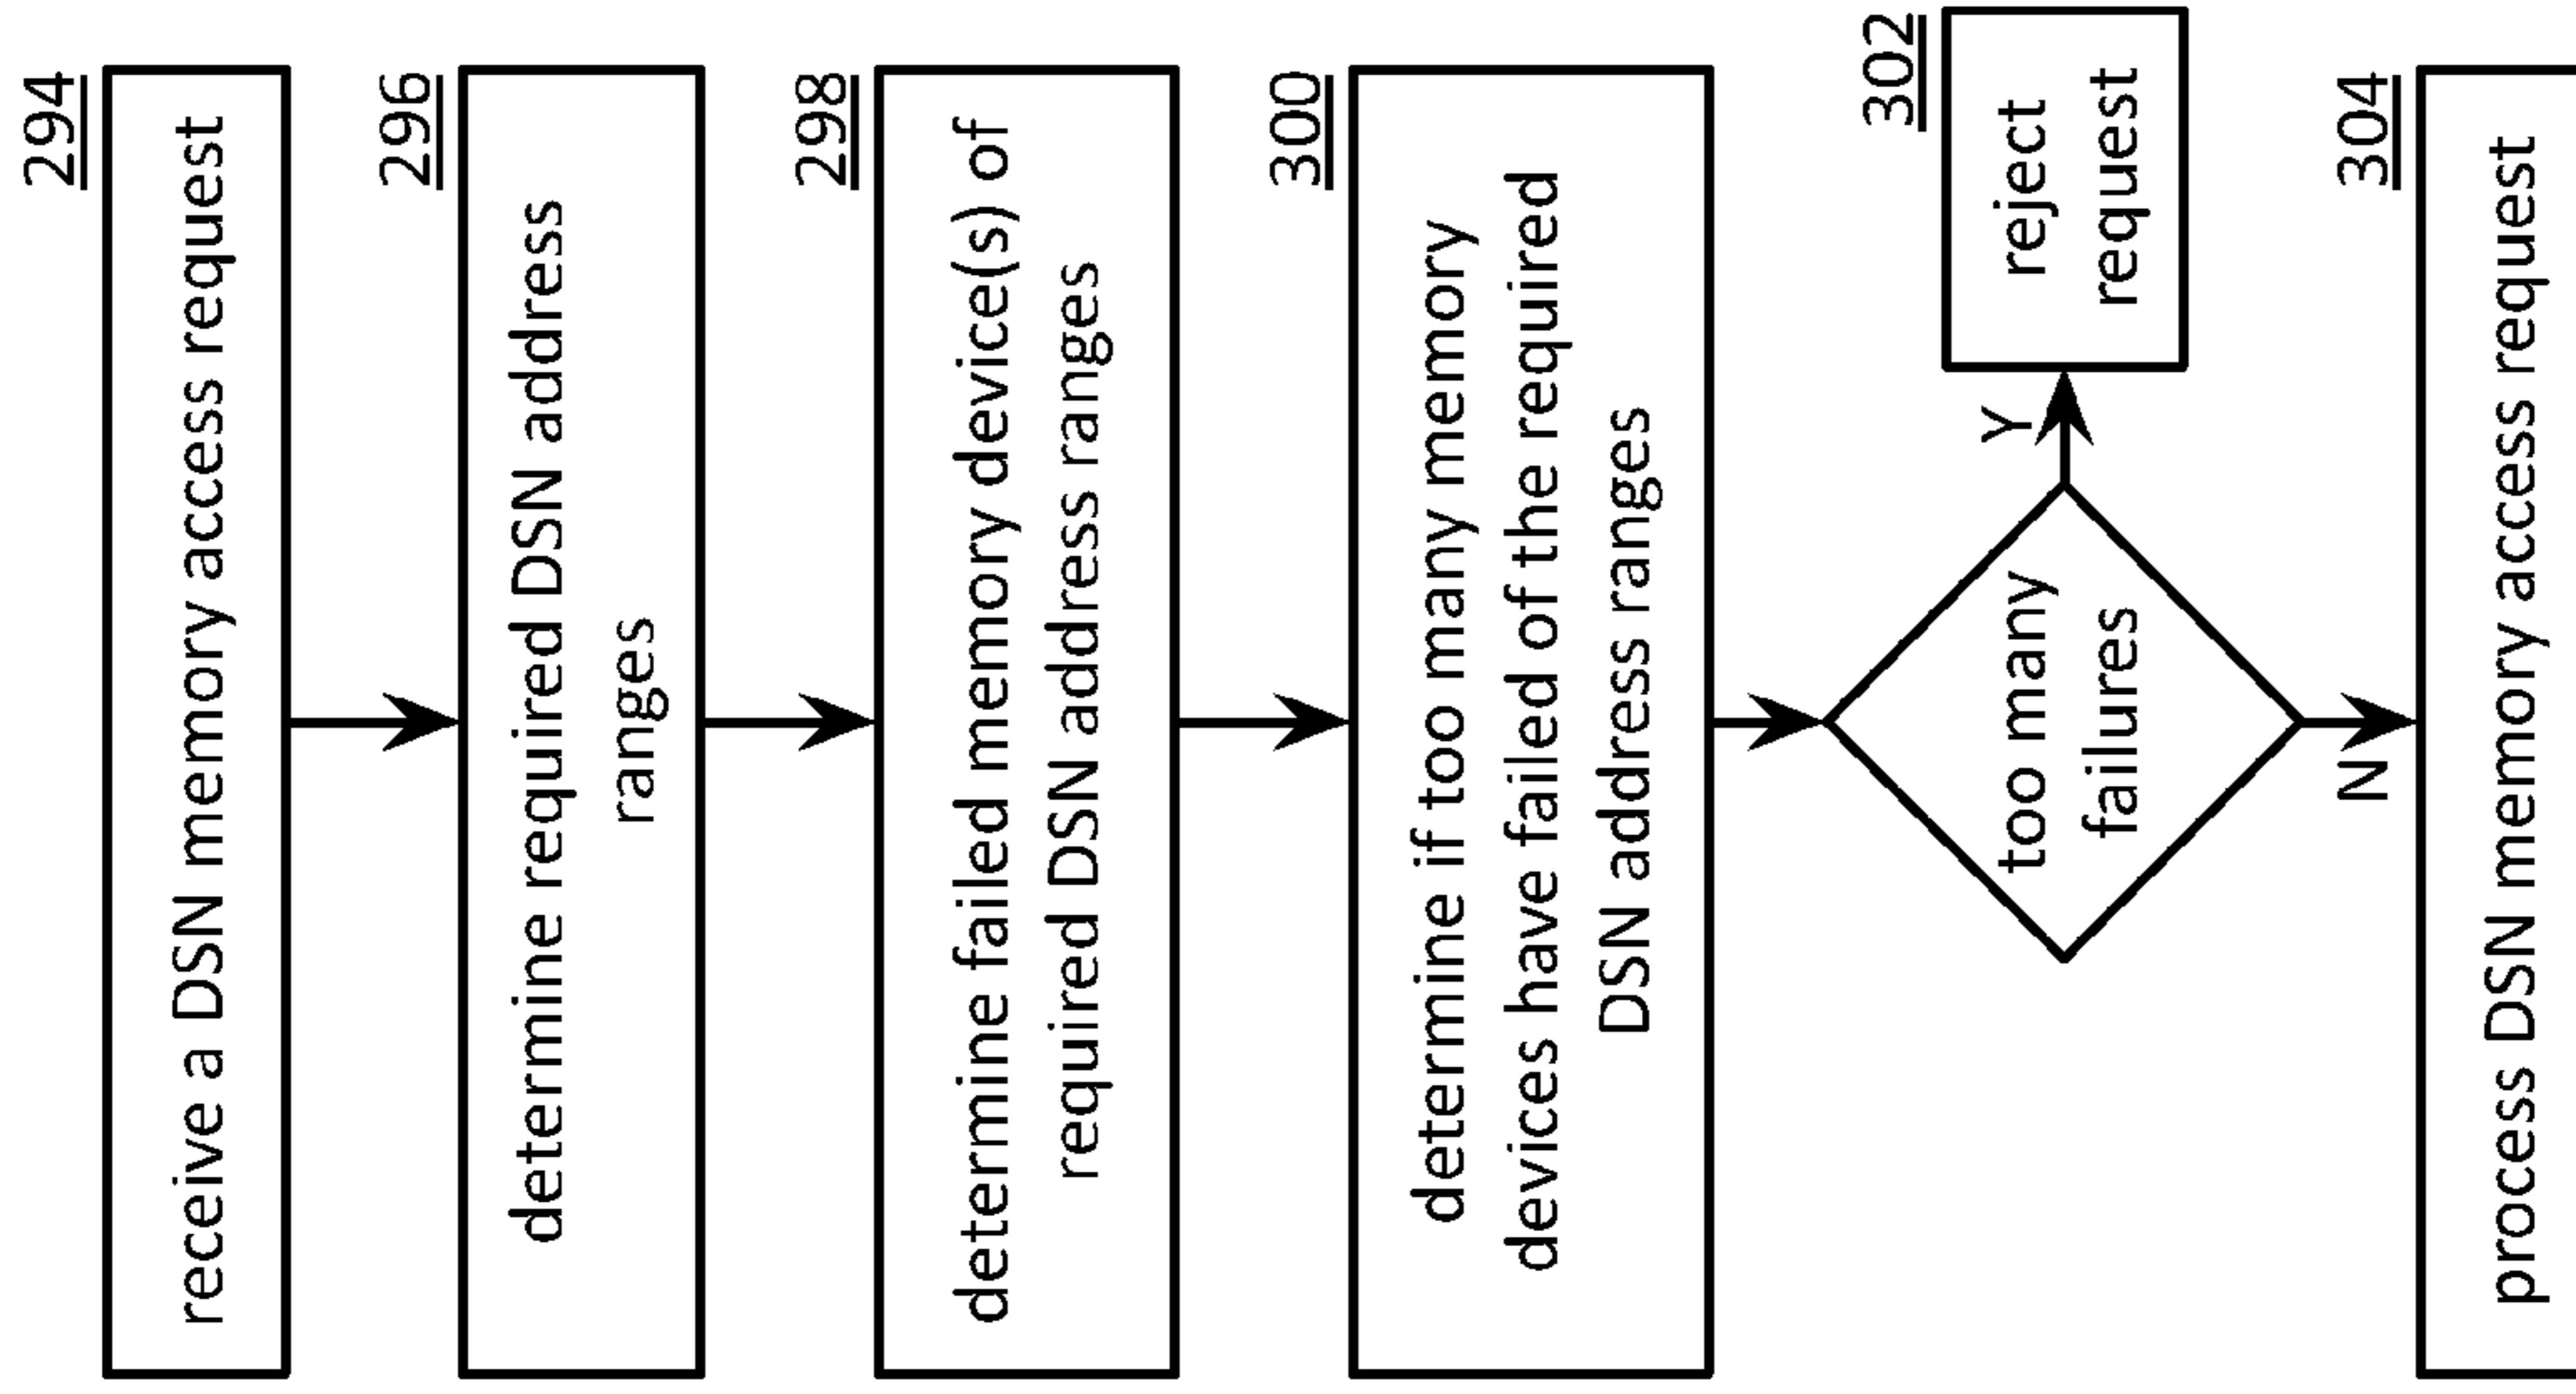 294
receive a DSN memory access request
296
determine required DSN address
ranges
298
determine failed memory device(s) of
required DSN address ranges
300
determine if too many memory
devices have failed of the required
DSN address ranges
too many
failures
Y
302
reject
request
N
304
process DSN memory access request